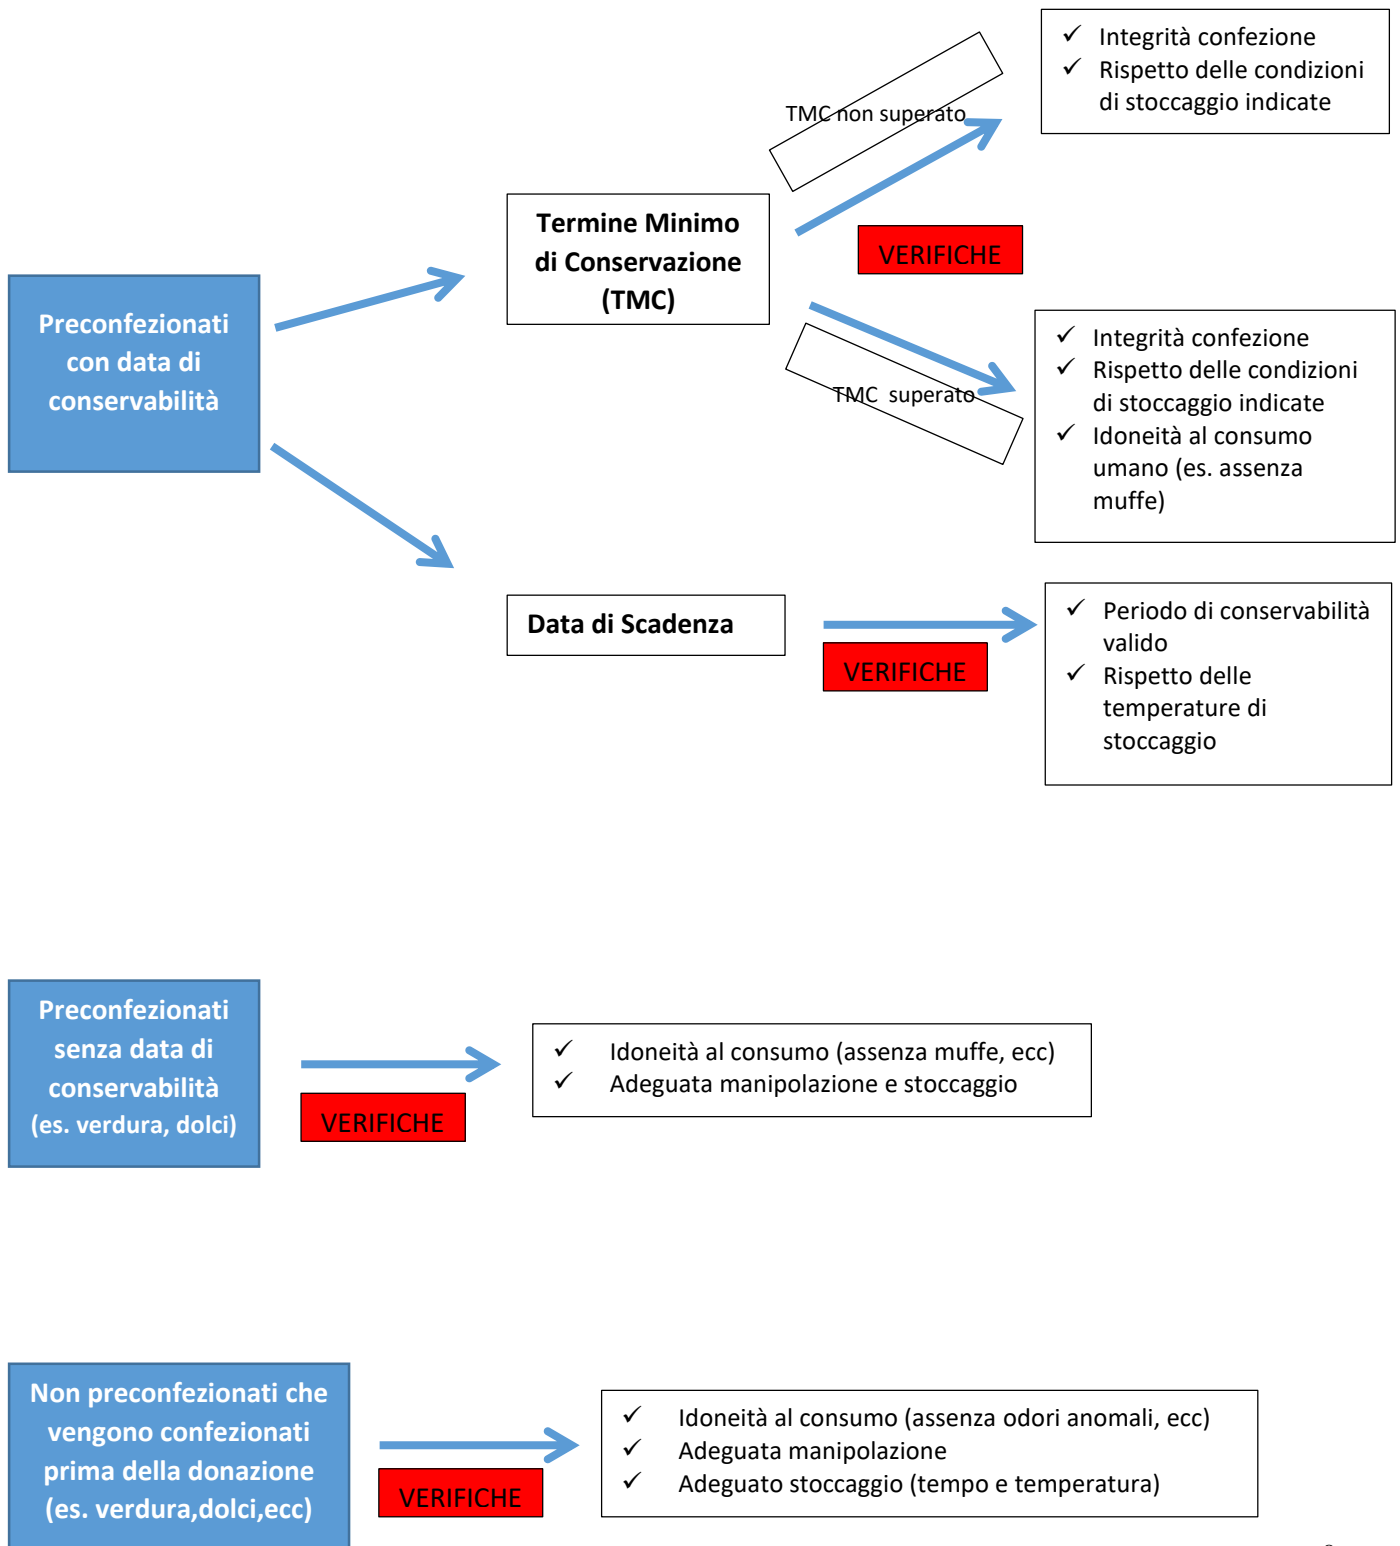 ✓ Integrità confezione
✓ Rispetto delle condizioni
di stoccaggio indicate
TMC non superato
Termine Minimo
di Conservazione
(TMC)
VERIFICHE
Preconfezionati
con data di
conservabilità
TMC superato
✓ Integrità confezione
✓ Rispetto delle condizioni
di stoccaggio indicate
✓ Idoneità al consumo
umano (es. assenza
muffe)
Data di Scadenza
VERIFICHE
✓ Periodo di conservabilità
valido
✓ Rispetto delle
temperature di
stoccaggio
Preconfezionati
senza data di
conservabilità
(es. verdura, dolci)
VERIFICHE
✓ Idoneità al consumo (assenza muffe, ecc)
✓ Adeguata manipolazione e stoccaggio
Non preconfezionati che
vengono confezionati
prima della donazione
(es. verdura,dolci,ecc)
VERIFICHE
✓ Idoneità al consumo (assenza odori anomali, ecc)
✓ Adeguata manipolazione
✓ Adeguato stoccaggio (tempo e temperatura)